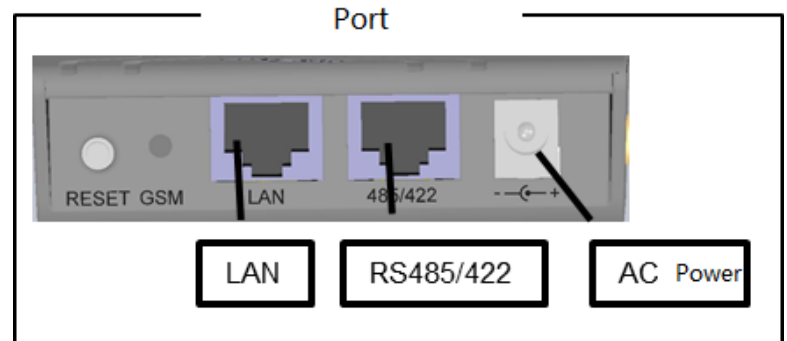 Port
RESET GSM LAN 485/422 - +
LAN RS485/422 AC Power